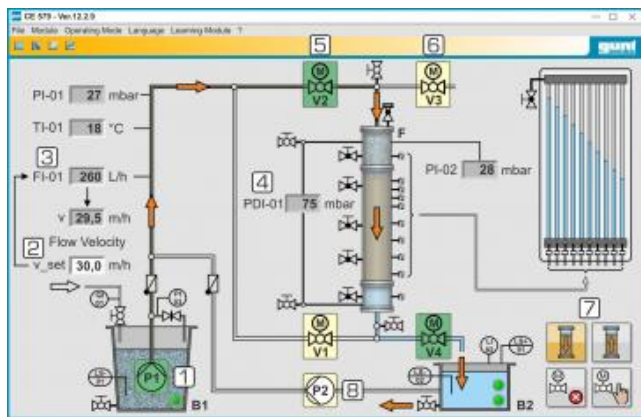 CE 579 - Ver.12.2.9
File Module Operating Mode Language Learning Module ?
gunt
5
6
M
V2
M
V3
PI-01 27 mbar
TI-01 18 °C
F
3
FI-01 260 L/h
4
PDI-01 75 mbar
PI-02 28 mbar
v 29,5 m/h
2 Flow Velocity
v_set 30,0 m/h
7
M
V1
M
V4
P1
1
B1
P2
8
B2